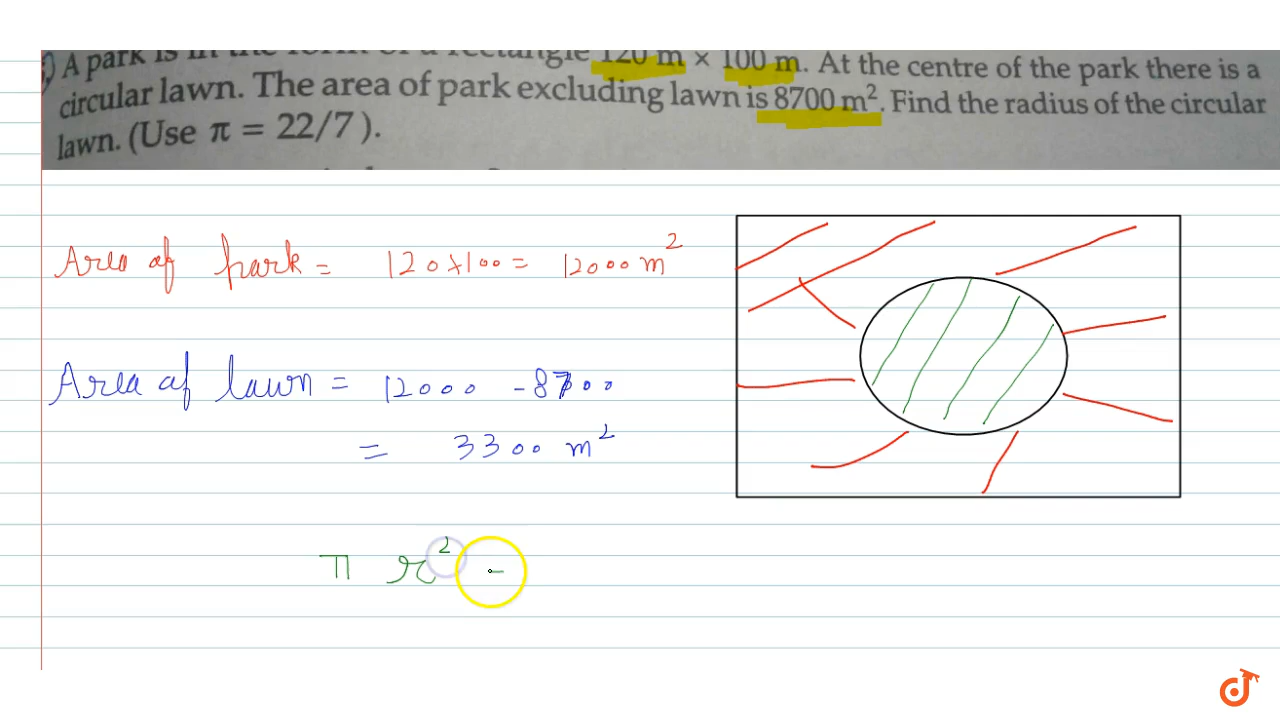 A park is in the form of a rectangle 120 m × 100 m. At the centre of the park there is a
circular lawn. The area of park excluding lawn is 8700 m². Find the radius of the circular
lawn. (Use π = 22/7 ).
Area of park = 120×100 = 12000 m²
Area of lawn = 12000 - 8700
= 3300 m²
π r² -